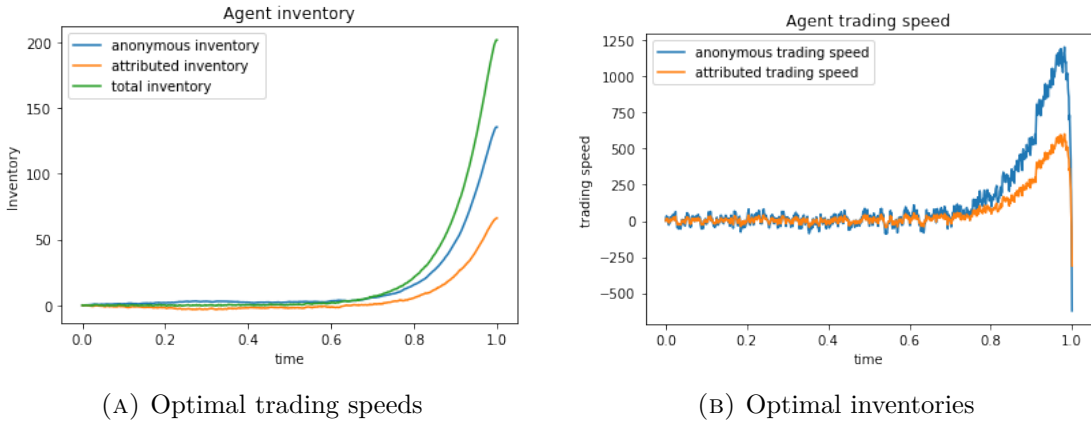 Agent inventory
anonymous inventory
attributed inventory
total inventory
200
150
100
50
0
Inventory
0.0 0.2 0.4 0.6 0.8 1.0
time
(A) Optimal trading speeds
Agent trading speed
anonymous trading speed
attributed trading speed
1250
1000
750
500
250
0
−250
−500
trading speed
0.0 0.2 0.4 0.6 0.8 1.0
time
(B) Optimal inventories